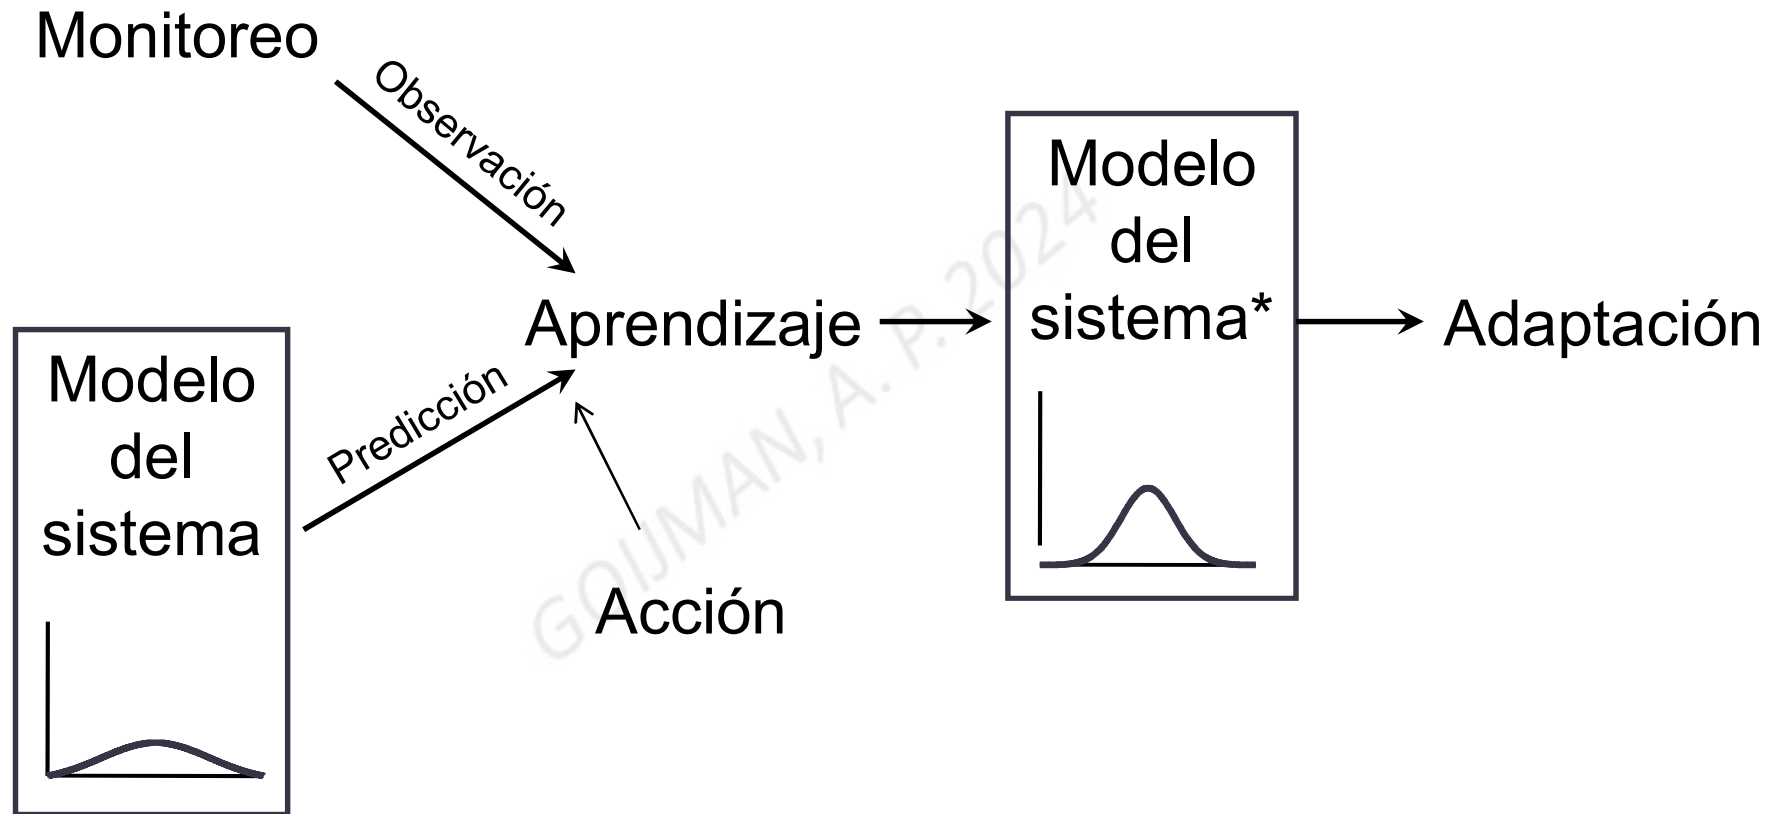 Monitoreo
Observación
Modelo
del
sistema
Predicción
Aprendizaje
Acción
Modelo
del
sistema*
Adaptación
GOIJMAN, A. P. 2024